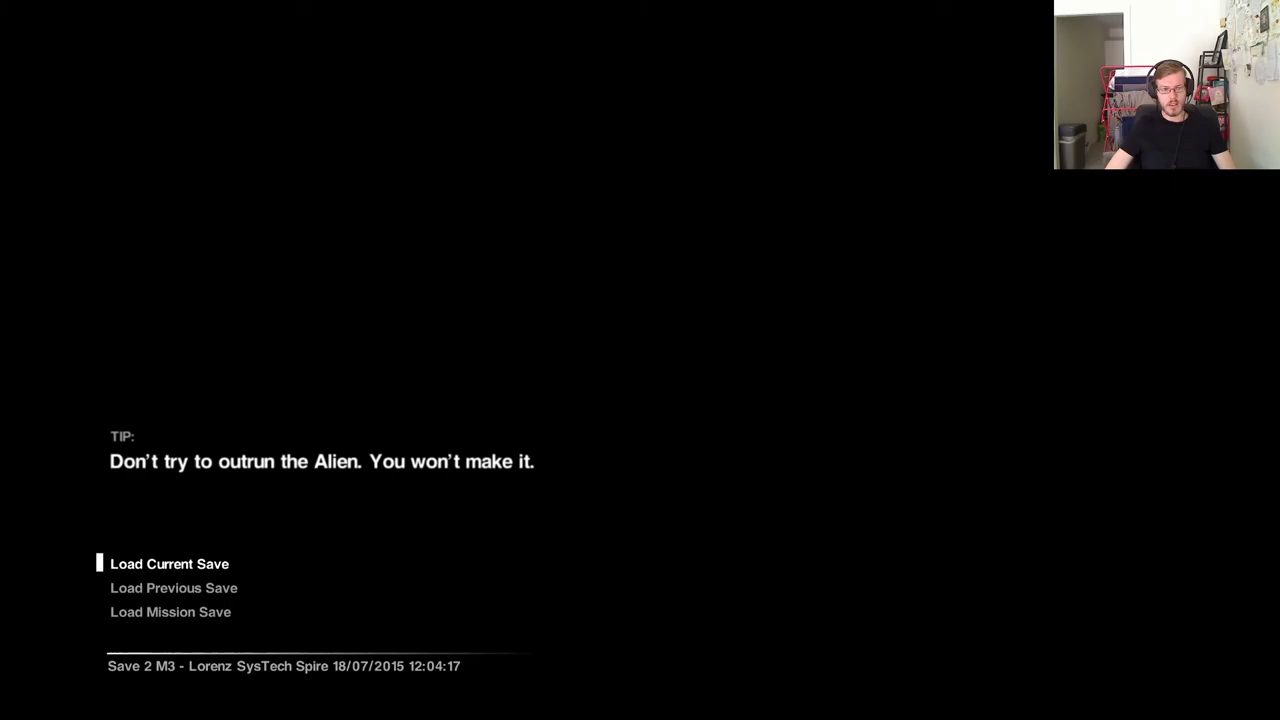 TIP:
Don't try to outrun the Alien. You won't make it.
Load Current Save
Load Previous Save
Load Mission Save
Save 2 M3 - Lorenz SysTech Spire 18/07/2015 12:04:17